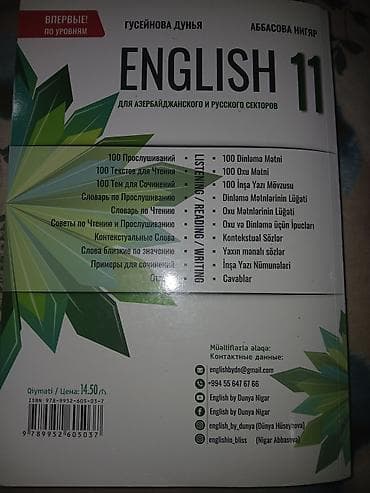 ВПЕРВЫЕ!
ПО УРОВНЯМ
ГУСЕЙНОВА ДУНЬЯ
АББАСОВА НИГЯР
ENGLISH 11
ДЛЯ АЗЕРБАЙДЖАНСКОГО И РУССКОГО СЕКТОРОВ
LISTENING / READING / WRITING
100 Прослушиваний 100 Dinləmə Mətni
100 Текстов для Чтения 100 Oxu Mətni
100 Тем для Сочинений 100 İnşa Yazı Mövzusu
Словарь по Прослушиванию Dinləmə Mətnlərinin Lüğəti
Словарь по Чтению Oxu Mətnlərinin Lüğəti
Советы по Чтению и Прослушиванию Oxu və Dinləmə üçün İpucları
Контекстуальные Слова Kontekstual Sözlər
Слова близкие по значению Yaxın mənalı sözlər
Примеры для сочинений İnşa Yazı Nümunələri
Cavablar
Müəlliflərlə əlaqə:
Контактные данные:
englishbydn@gmail.com
+994 55 641 67 66
English by Dunya Nigar
English by Dunya Nigar
english_by_dunya (Dünya Hüseynova)
englishin_bliss (Nigar Abbasova)
Qiyməti / Цена: 14.50
ISBN 978-9952-605-03-7
9 789952 605037